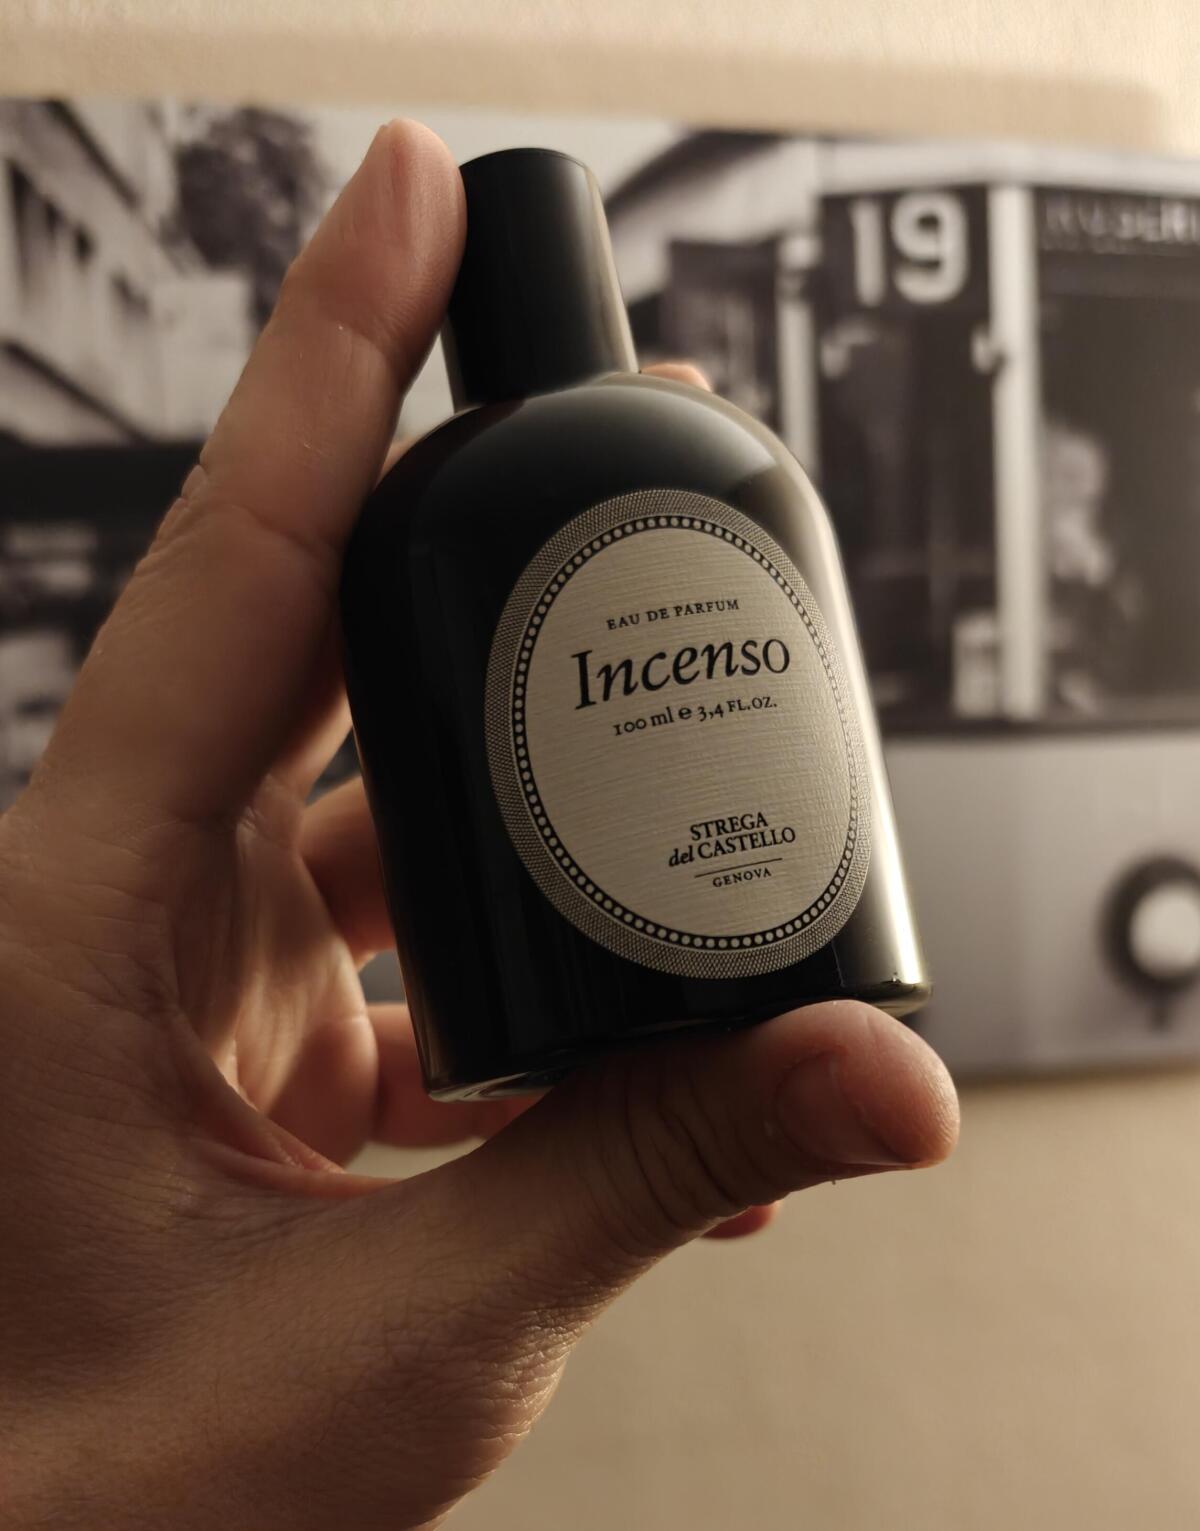 19
EAU DE PARFUM
Incenso
100 ml e 3,4 FL.OZ.
STREGA
del CASTELLO
GENOVA